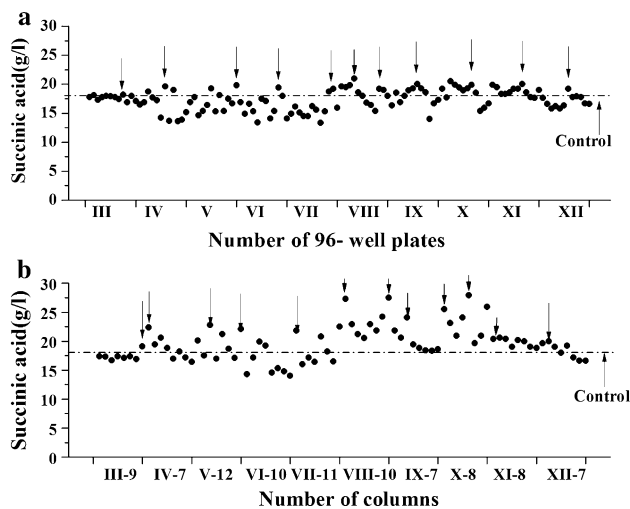 a
Succinic acid(g/l)
30
25
20
15
10
5
0
Control
III IV V VI VII VIII IX X XI XII
Number of 96- well plates
b
Succinic acid(g/l)
30
25
20
15
10
5
0
Control
III-9 IV-7 V-12 VI-10 VII-11 VIII-10 IX-7 X-8 XI-8 XII-7
Number of columns